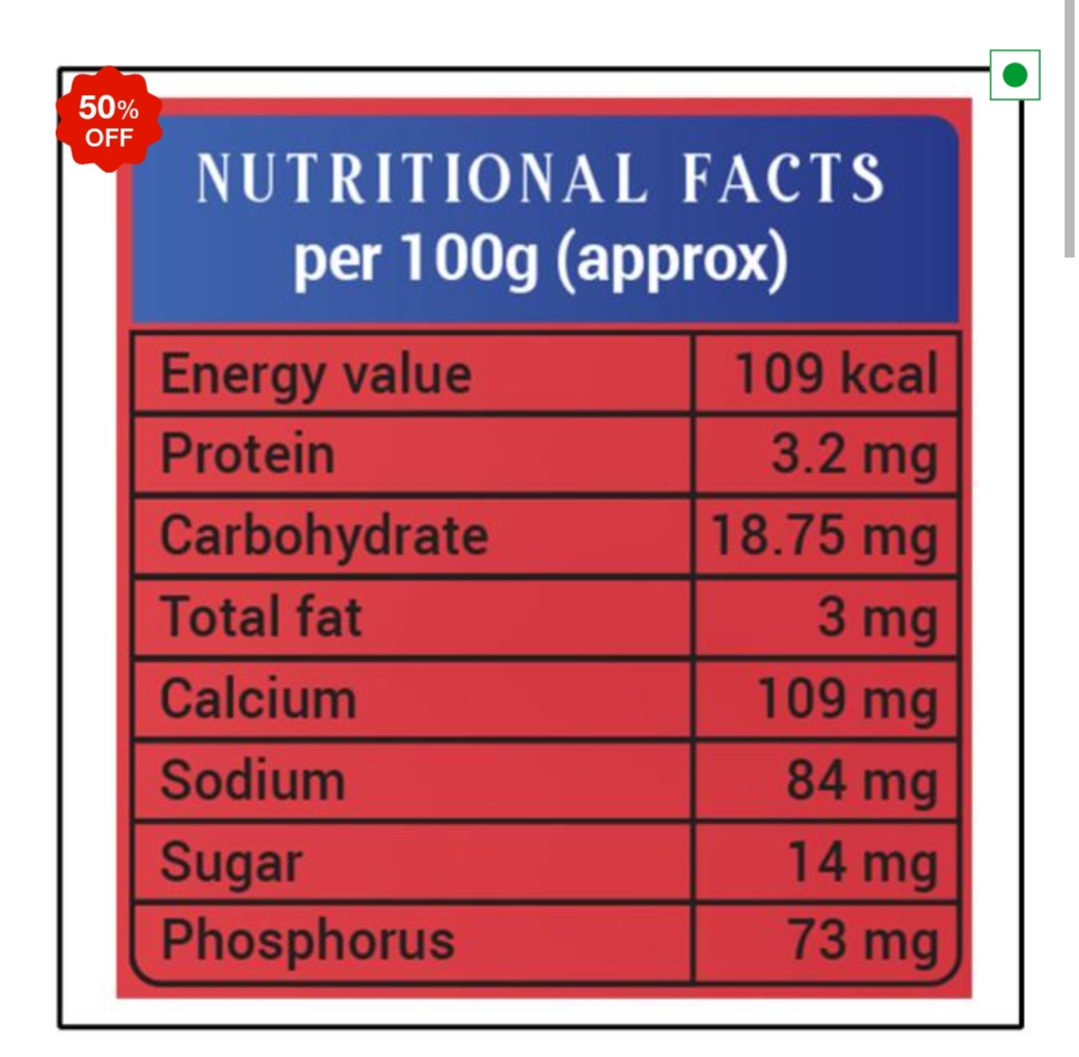 50%
OFF
NUTRITIONAL FACTS
per 100g (approx)
Energy value 109 kcal
Protein 3.2 mg
Carbohydrate 18.75 mg
Total fat 3 mg
Calcium 109 mg
Sodium 84 mg
Sugar 14 mg
Phosphorus 73 mg